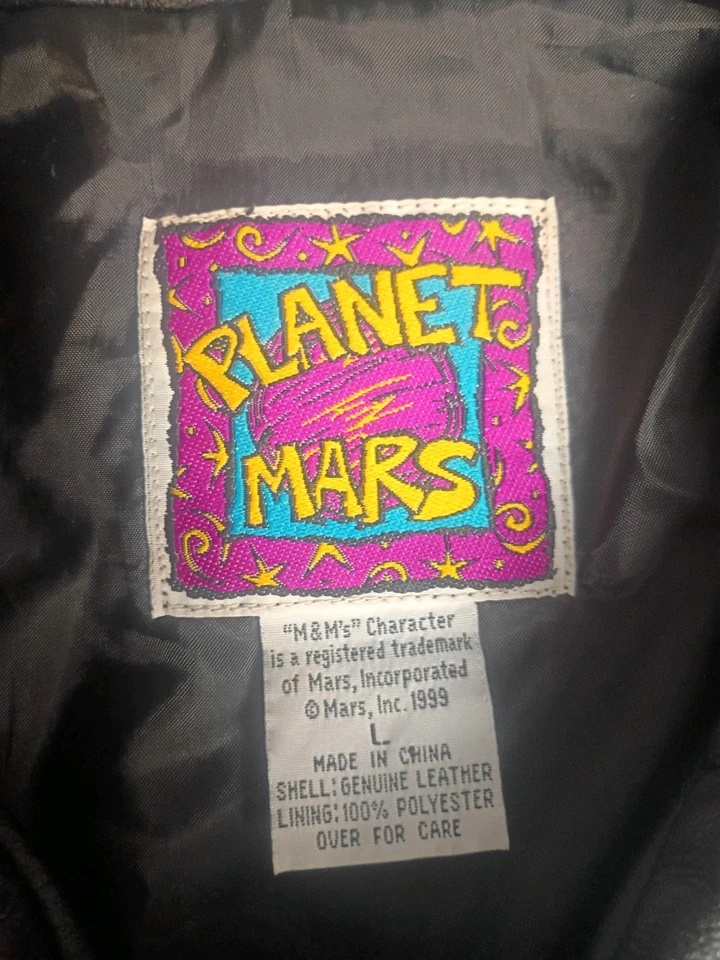 PLANET
MARS
"M&M's" Character
is a registered trademark
of Mars, Incorporated
©Mars, Inc. 1999
L
MADE IN CHINA
SHELL: GENUINE LEATHER
LINING: 100% POLYESTER
OVER FOR CARE